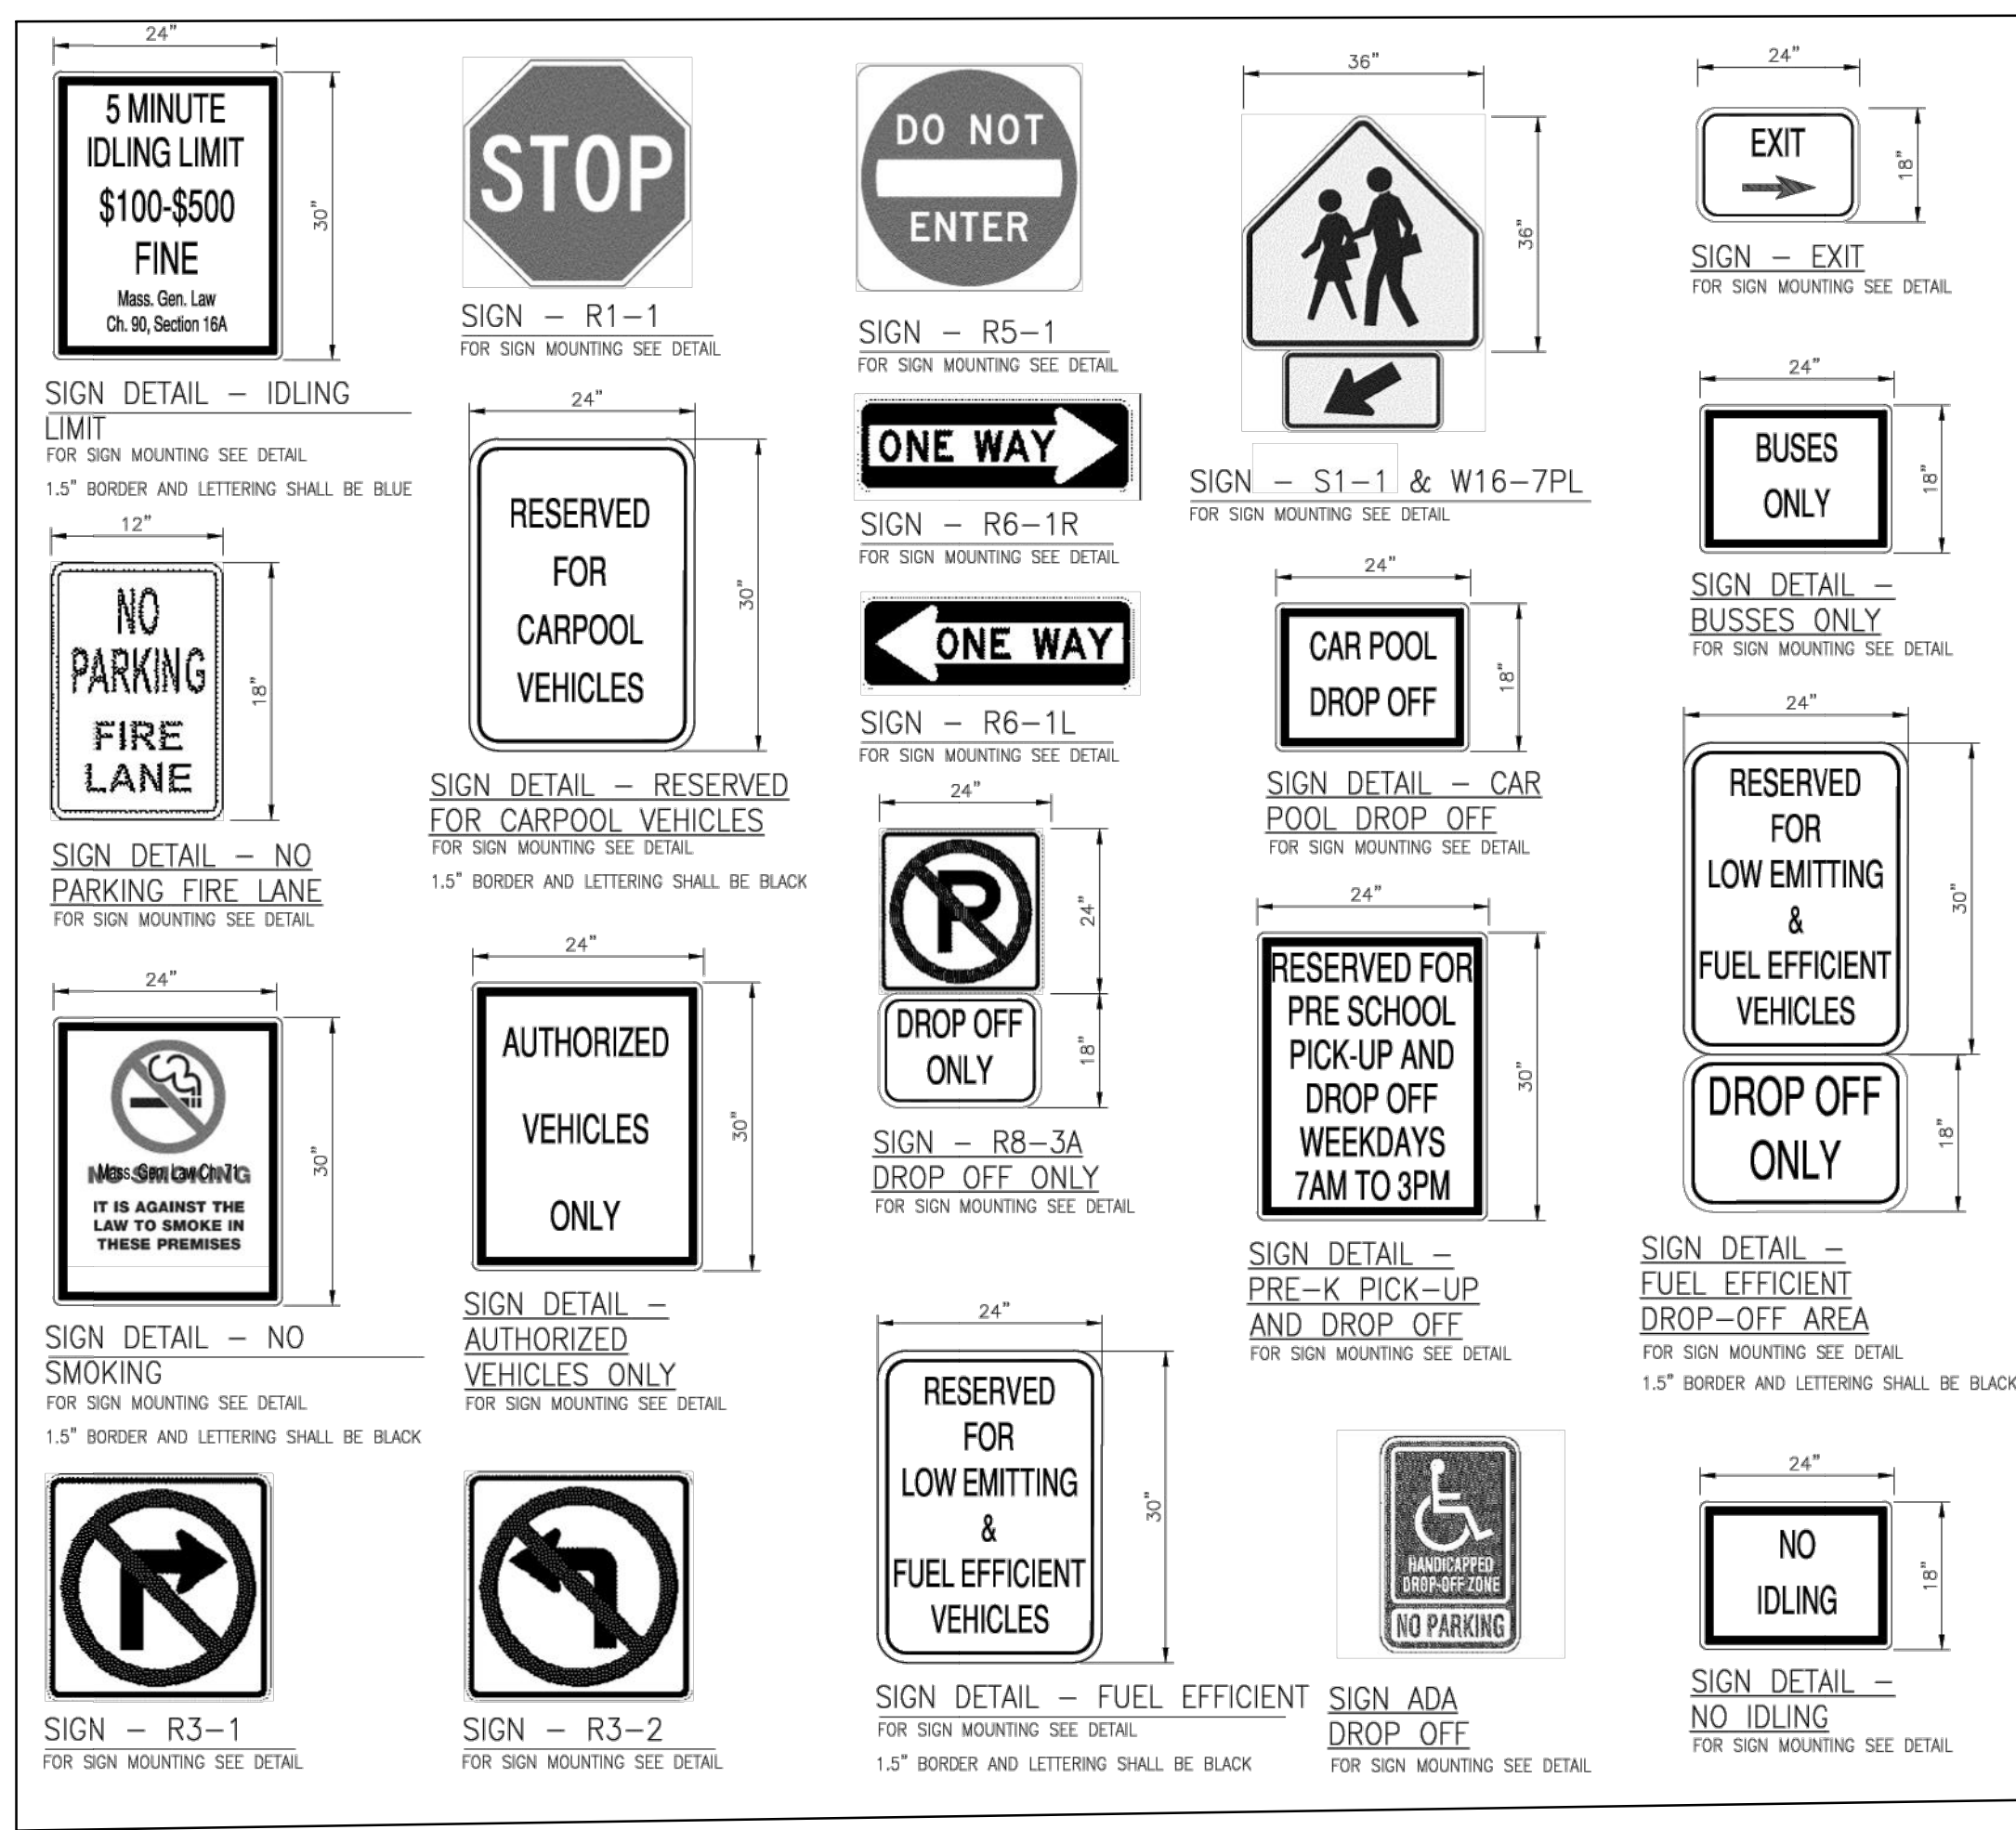 24"
5 MINUTE
IDLING LIMIT
$100-$500
FINE
Mass. Gen. Law
Ch. 90, Section 16A
30"
SIGN DETAIL – IDLING
LIMIT
FOR SIGN MOUNTING SEE DETAIL
1.5" BORDER AND LETTERING SHALL BE BLUE
12"
NO
PARKING
FIRE
LANE
18"
SIGN DETAIL – NO
PARKING FIRE LANE
FOR SIGN MOUNTING SEE DETAIL
24"
NO SMOKING
Mass. Gen. Law Ch. 71
IT IS AGAINST THE
LAW TO SMOKE IN
THESE PREMISES
30"
SIGN DETAIL – NO
SMOKING
FOR SIGN MOUNTING SEE DETAIL
1.5" BORDER AND LETTERING SHALL BE BLACK
SIGN – R3-1
FOR SIGN MOUNTING SEE DETAIL
STOP
SIGN – R1-1
FOR SIGN MOUNTING SEE DETAIL
24"
RESERVED
FOR
CARPOOL
VEHICLES
30"
SIGN DETAIL – RESERVED
FOR CARPOOL VEHICLES
FOR SIGN MOUNTING SEE DETAIL
1.5" BORDER AND LETTERING SHALL BE BLACK
24"
AUTHORIZED
VEHICLES
ONLY
30"
SIGN DETAIL –
AUTHORIZED
VEHICLES ONLY
FOR SIGN MOUNTING SEE DETAIL
SIGN – R3-2
FOR SIGN MOUNTING SEE DETAIL
DO NOT
ENTER
SIGN – R5-1
FOR SIGN MOUNTING SEE DETAIL
ONE WAY
SIGN – R6-1R
FOR SIGN MOUNTING SEE DETAIL
ONE WAY
SIGN – R6-1L
FOR SIGN MOUNTING SEE DETAIL
24"
P
24"
DROP OFF
ONLY
18"
SIGN – R8-3A
DROP OFF ONLY
FOR SIGN MOUNTING SEE DETAIL
24"
RESERVED
FOR
LOW EMITTING
&
FUEL EFFICIENT
VEHICLES
30"
SIGN DETAIL – FUEL EFFICIENT
FOR SIGN MOUNTING SEE DETAIL
1.5" BORDER AND LETTERING SHALL BE BLACK
36"
36"
SIGN – S1-1 & W16-7PL
FOR SIGN MOUNTING SEE DETAIL
24"
CAR POOL
DROP OFF
18"
SIGN DETAIL – CAR
POOL DROP OFF
FOR SIGN MOUNTING SEE DETAIL
24"
RESERVED FOR
PRE SCHOOL
PICK-UP AND
DROP OFF
WEEKDAYS
7AM TO 3PM
30"
SIGN DETAIL –
PRE-K PICK-UP
AND DROP OFF
FOR SIGN MOUNTING SEE DETAIL
HANDICAPPED
DROP-OFF ZONE
NO PARKING
SIGN ADA
DROP OFF
FOR SIGN MOUNTING SEE DETAIL
24"
EXIT
18"
SIGN – EXIT
FOR SIGN MOUNTING SEE DETAIL
24"
BUSES
ONLY
18"
SIGN DETAIL –
BUSSES ONLY
FOR SIGN MOUNTING SEE DETAIL
24"
RESERVED
FOR
LOW EMITTING
&
FUEL EFFICIENT
VEHICLES
30"
DROP OFF
ONLY
18"
SIGN DETAIL –
FUEL EFFICIENT
DROP-OFF AREA
FOR SIGN MOUNTING SEE DETAIL
1.5" BORDER AND LETTERING SHALL BE BLACK
24"
NO
IDLING
18"
SIGN DETAIL –
NO IDLING
FOR SIGN MOUNTING SEE DETAIL